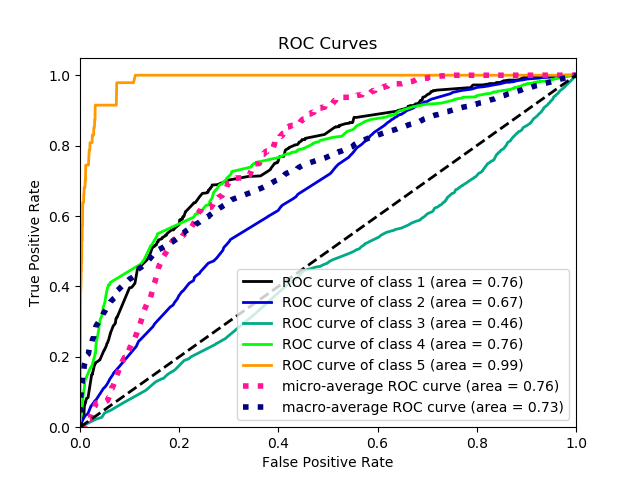 ROC Curves
1.0
0.8
0.6
0.4
0.2
0.0
True Positive Rate
ROC curve of class 1 (area = 0.76)
ROC curve of class 2 (area = 0.67)
ROC curve of class 3 (area = 0.46)
ROC curve of class 4 (area = 0.76)
ROC curve of class 5 (area = 0.99)
micro-average ROC curve (area = 0.76)
macro-average ROC curve (area = 0.73)
0.0 0.2 0.4 0.6 0.8 1.0
False Positive Rate